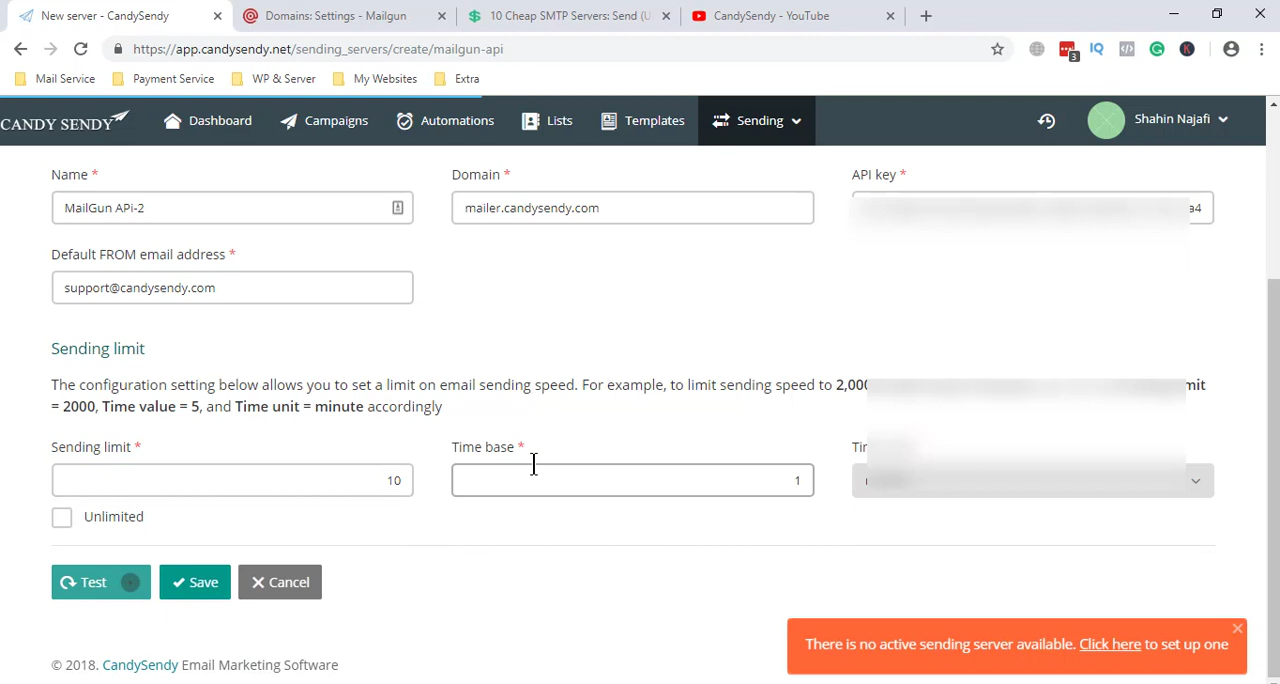 New server - CandySendy
Domains: Settings - Mailgun
10 Cheap SMTP Servers: Send (U
CandySendy - YouTube
https://app.candysendy.net/sending_servers/create/mailgun-api
IQ
3
K
Mail Service
Payment Service
WP & Server
My Websites
Extra
CANDY SENDY
Dashboard
Campaigns
Automations
Lists
Templates
Sending
Shahin Najafi
Name *
Domain *
API key *
MailGun APi-2
mailer.candysendy.com
a4
Default FROM email address *
support@candysendy.com
Sending limit
The configuration setting below allows you to set a limit on email sending speed. For example, to limit sending speed to 2,000
= 2000, Time value = 5, and Time unit = minute accordingly
Sending limit *
Time base *
10
1
Unlimited
Test
Save
Cancel
There is no active sending server available. Click here to set up one
© 2018. CandySendy Email Marketing Software